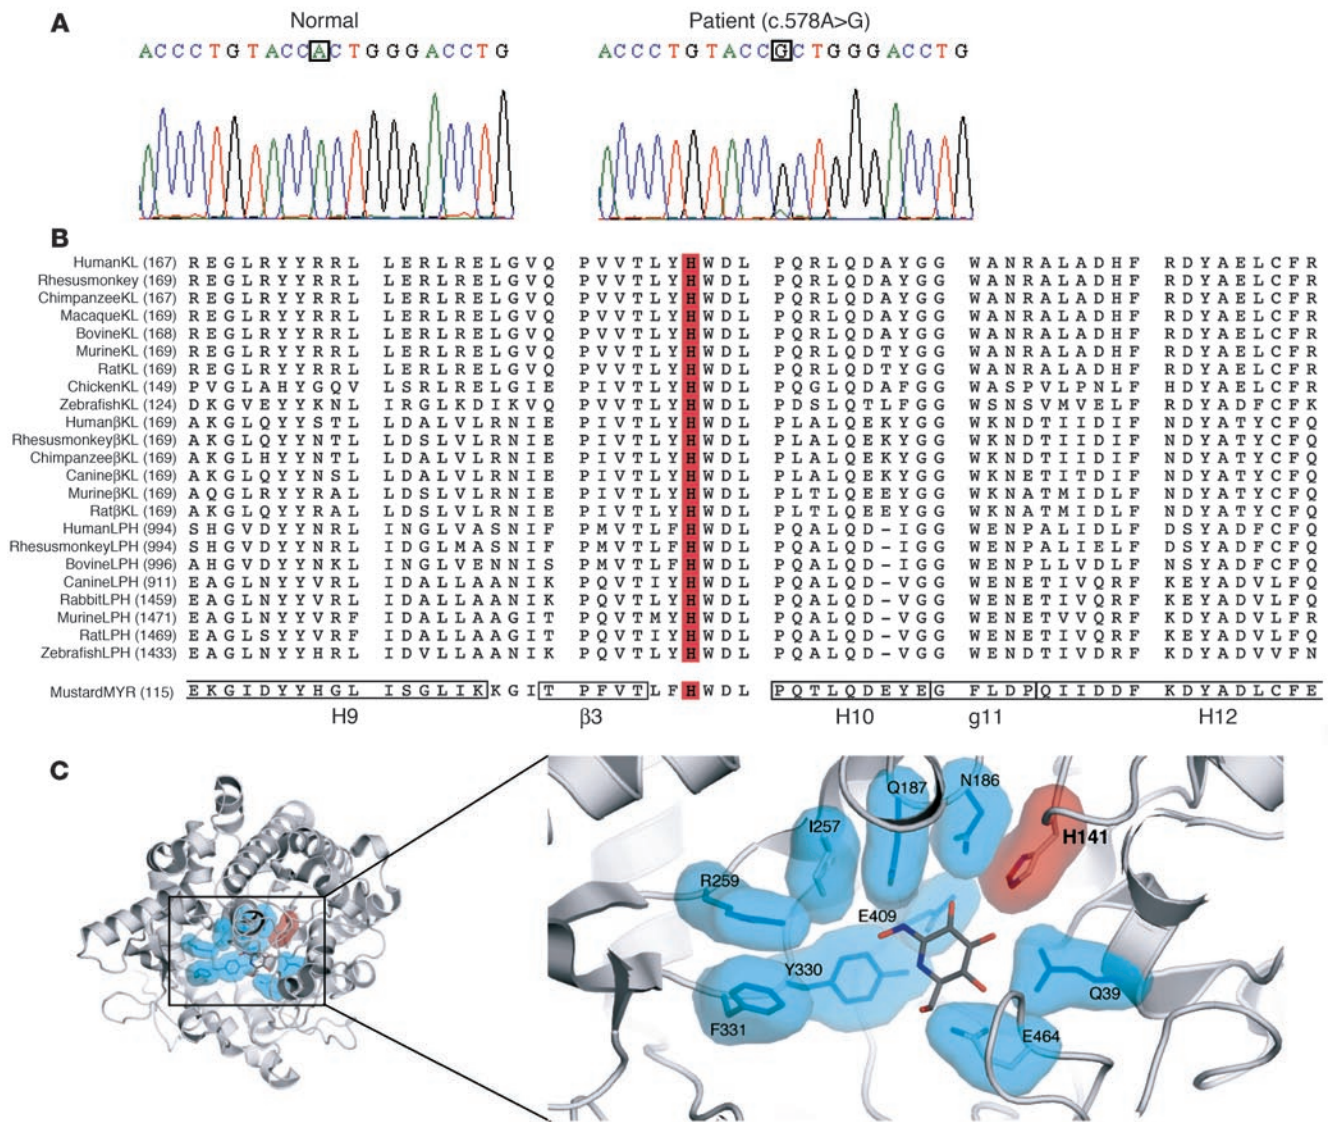 A
Normal
Patient (c.578A>G)
ACCCTGTACCACTGGGACCTG
ACCCTGTACCGCTGGGACCTG
B
HumanKL (167) REGLRYYRRL LERLRELGVQ PVVTLYHWDL PQRLQDAYGG WANRALADHF RDYAELCFR
Rhesusmonkey (169) REGLRYYRRL LERLRELGVQ PVVTLYHWDL PQRLQDAYGG WANRALADHF RDYAELCFR
ChimpanzeeKL (167) REGLRYYRRL LERLRELGVQ PVVTLYHWDL PQRLQDAYGG WANRALADHF RDYAELCFR
MacaqueKL (169) REGLRYYRRL LERLRELGVQ PVVTLYHWDL PQRLQDAYGG WANRALADHF RDYAELCFR
BovineKL (168) REGLRYYRRL LERLRELGVQ PVVTLYHWDL PQRLQDAYGG WANRALADHF RDYAELCFR
MurineKL (169) REGLRYYRRL LERLRELGVQ PVVTLYHWDL PQRLQDTYGG WANRALADHF RDYAELCFR
RatKL (169) REGLRYYRRL LERLRELGVQ PVVTLYHWDL PQRLQDTYGG WANRALADHF RDYAELCFR
ChickenKL (149) PVGLAHYGQV LSRLRELGIE PIVTLYHWDL PQGLQDAFGG WASPVLPNLF HDYAELCFR
ZebrafishKL (124) DKGVEYYKNL IRGLKDIKVQ PVVTLYHWDL PDSLQTLFGG WSNSVMVELF RDYADFCFK
HumanβKL (169) AKGLQYYSTL LDALVLRNIE PIVTLYHWDL PLALQEKYGG WKNDTIIDIF NDYATYCFQ
RhesusmonkeyβKL (169) AKGLQYYNTL LDSLVLRNIE PIVTLYHWDL PLALQEKYGG WKNDTIIDIF NDYATYCFQ
ChimpanzeeβKL (169) AKGLHYYNTL LDALVLRNIE PIVTLYHWDL PLALQEKYGG WKNDTIIDIF NDYATYCFQ
CanineβKL (169) AKGLQYYNSL LDALVLRNIE PIVTLYHWDL PLALQEKYGG WKNETITDIF NDYATYCFQ
MurineβKL (169) AQGLRYYRAL LDSLVLRNIE PIVTLYHWDL PLTLQEEYGG WKNATMIDLF NDYATYCFQ
RatβKL (169) AKGLQYYRAL LDSLVLRNIE PIVTLYHWDL PLTLQEEYGG WKNATMIDLF NDYATYCFQ
HumanLPH (994) SHGVDYYNRL INGLVASNIF PMVTLFHWDL PQALQD-IGG WENPALIDLF DSYADFCFQ
RhesusmonkeyLPH (994) SHGVDYYNRL IDGLMASNIF PMVTLFHWDL PQALQD-IGG WENPALIELF DSYADFCFQ
BovineLPH (996) AHGVDYYNKL INGLVENNIS PMVTLFHWDL PQALQD-IGG WENPLLVDLF NSYADFCFQ
CanineLPH (911) EAGLNYYVRL IDALLAANIK PQVTIYHWDL PQALQD-VGG WENETIVQRF KEYADVLFQ
RabbitLPH (1459) EAGLNYYVRL IDALLAANIK PQVTLYHWDL PQALQD-VGG WENETIVQRF KEYADVLFQ
MurineLPH (1471) EAGLNYYVRF IDALLAAGIT PQVTMYHWDL PQALQD-VGG WENETVVQRF KDYADVLFR
RatLPH (1469) EAGLSYYVRF IDALLAAGIT PQVTIYHWDL PQALQD-VGG WENETIVQRF KEYADVLFQ
ZebrafishLPH (1433) EAGLNYYHRL IDVLLAANIK PQVTLYHWDL PQALQD-VGG WENDTIVDRF KDYADVVFN
MustardMYR (115) EKGIDYYHGL ISGLIKKGIT PFVTLFHWDL PQTLQDEYEG FLDPQIIDDF KDYADLCFE
H9 β3 H10 g11 H12
C
Q187
N186
I257
H141
R259
E409
Y330
Q39
F331
E464